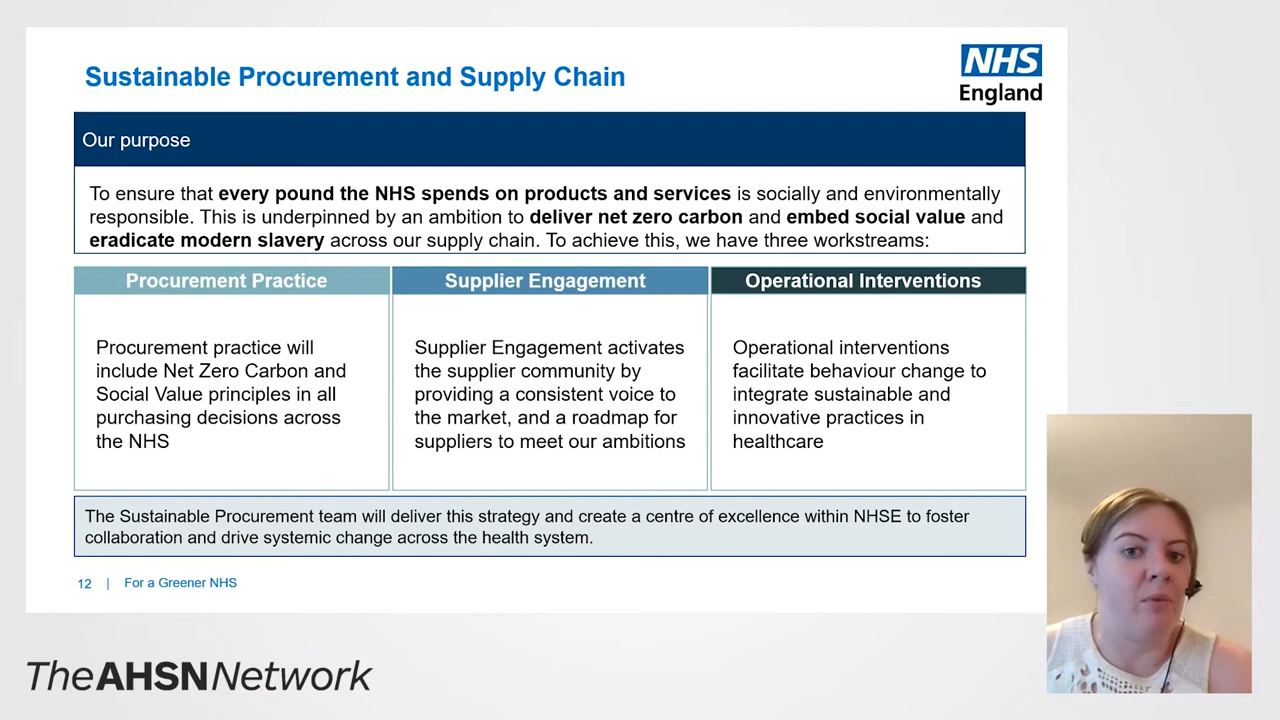 Sustainable Procurement and Supply Chain
NHS
England
Our purpose
To ensure that every pound the NHS spends on products and services is socially and environmentally
responsible. This is underpinned by an ambition to deliver net zero carbon and embed social value and
eradicate modern slavery across our supply chain. To achieve this, we have three workstreams:
Procurement Practice
Procurement practice will
include Net Zero Carbon and
Social Value principles in all
purchasing decisions across
the NHS
Supplier Engagement
Supplier Engagement activates
the supplier community by
providing a consistent voice to
the market, and a roadmap for
suppliers to meet our ambitions
Operational Interventions
Operational interventions
facilitate behaviour change to
integrate sustainable and
innovative practices in
healthcare
The Sustainable Procurement team will deliver this strategy and create a centre of excellence within NHSE to foster
collaboration and drive systemic change across the health system.
12 | For a Greener NHS
TheAHSNNetwork